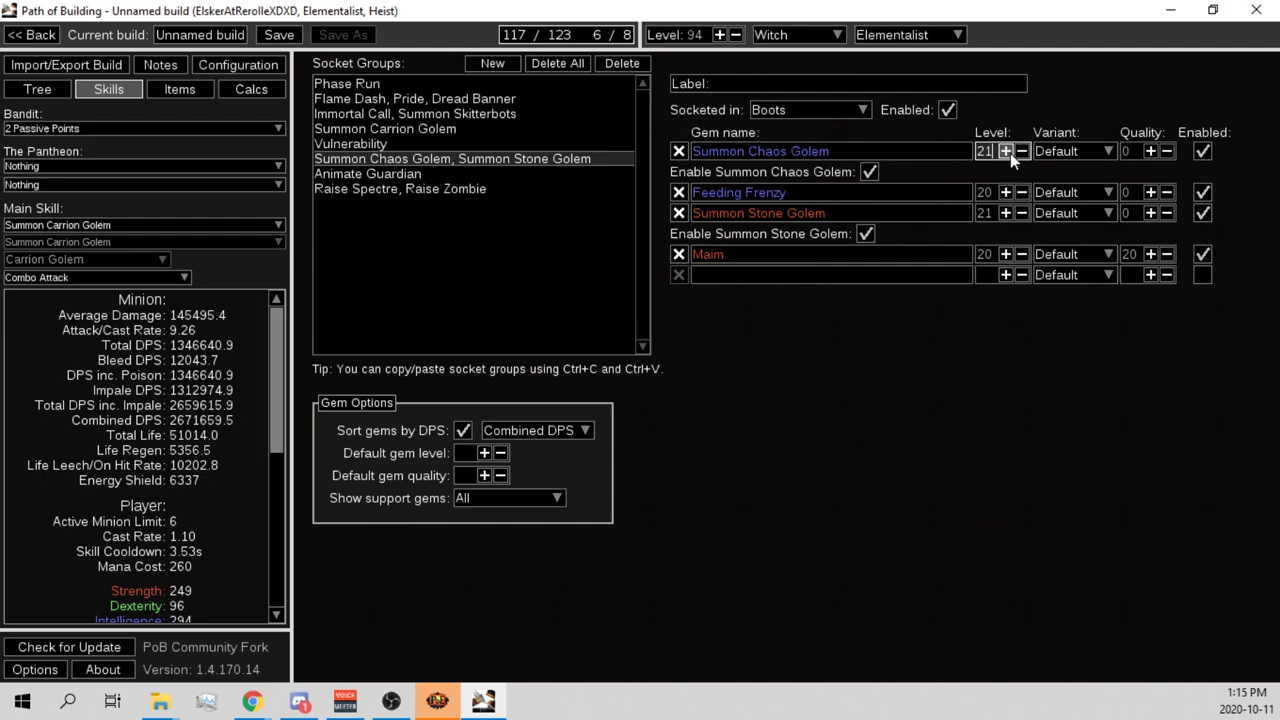 Path of Building - Unnamed build (ElskerAtRerolleXDXD, Elementalist, Heist)
<< Back Current build: Unnamed build Save Save As 117 / 123 6 / 8 Level: 94 + - Witch Elementalist
Import/Export Build Notes Configuration
Tree Skills Items Calcs
Bandit:
2 Passive Points
The Pantheon:
Nothing
Nothing
Main Skill:
Summon Carrion Golem
Summon Carrion Golem
Carrion Golem
Combo Attack
Minion:
Average Damage: 145495.4
Attack/Cast Rate: 9.26
Total DPS: 1346640.9
Bleed DPS: 12043.7
DPS inc. Poison: 1346640.9
Impale DPS: 1312974.9
Total DPS inc. Impale: 2659615.9
Combined DPS: 2671659.5
Total Life: 51014.0
Life Regen: 5356.5
Life Leech/On Hit Rate: 10202.8
Energy Shield: 6337
Player:
Active Minion Limit: 6
Cast Rate: 1.10
Skill Cooldown: 3.53s
Mana Cost: 260
Strength: 249
Dexterity: 96
Intelligence: 294
Check for Update PoB Community Fork
Options About Version: 1.4.170.14
Socket Groups: New Delete All Delete
Phase Run
Flame Dash, Pride, Dread Banner
Immortal Call, Summon Skitterbots
Summon Carrion Golem
Vulnerability
Summon Chaos Golem, Summon Stone Golem
Animate Guardian
Raise Spectre, Raise Zombie
Tip: You can copy/paste socket groups using Ctrl+C and Ctrl+V.
Gem Options
Sort gems by DPS: Combined DPS
Default gem level: + -
Default gem quality: + -
Show support gems: All
Label:
Socketed in: Boots Enabled:
Gem name: Level: Variant: Quality: Enabled:
Summon Chaos Golem 21 + - Default 0 + -
Enable Summon Chaos Golem:
Feeding Frenzy 20 + - Default 0 + -
Summon Stone Golem 21 + - Default 0 + -
Enable Summon Stone Golem:
Maim 20 + - Default 20 + -
+ - Default + -
1
VOICE MEETER
PoE
1:15 PM
2020-10-11